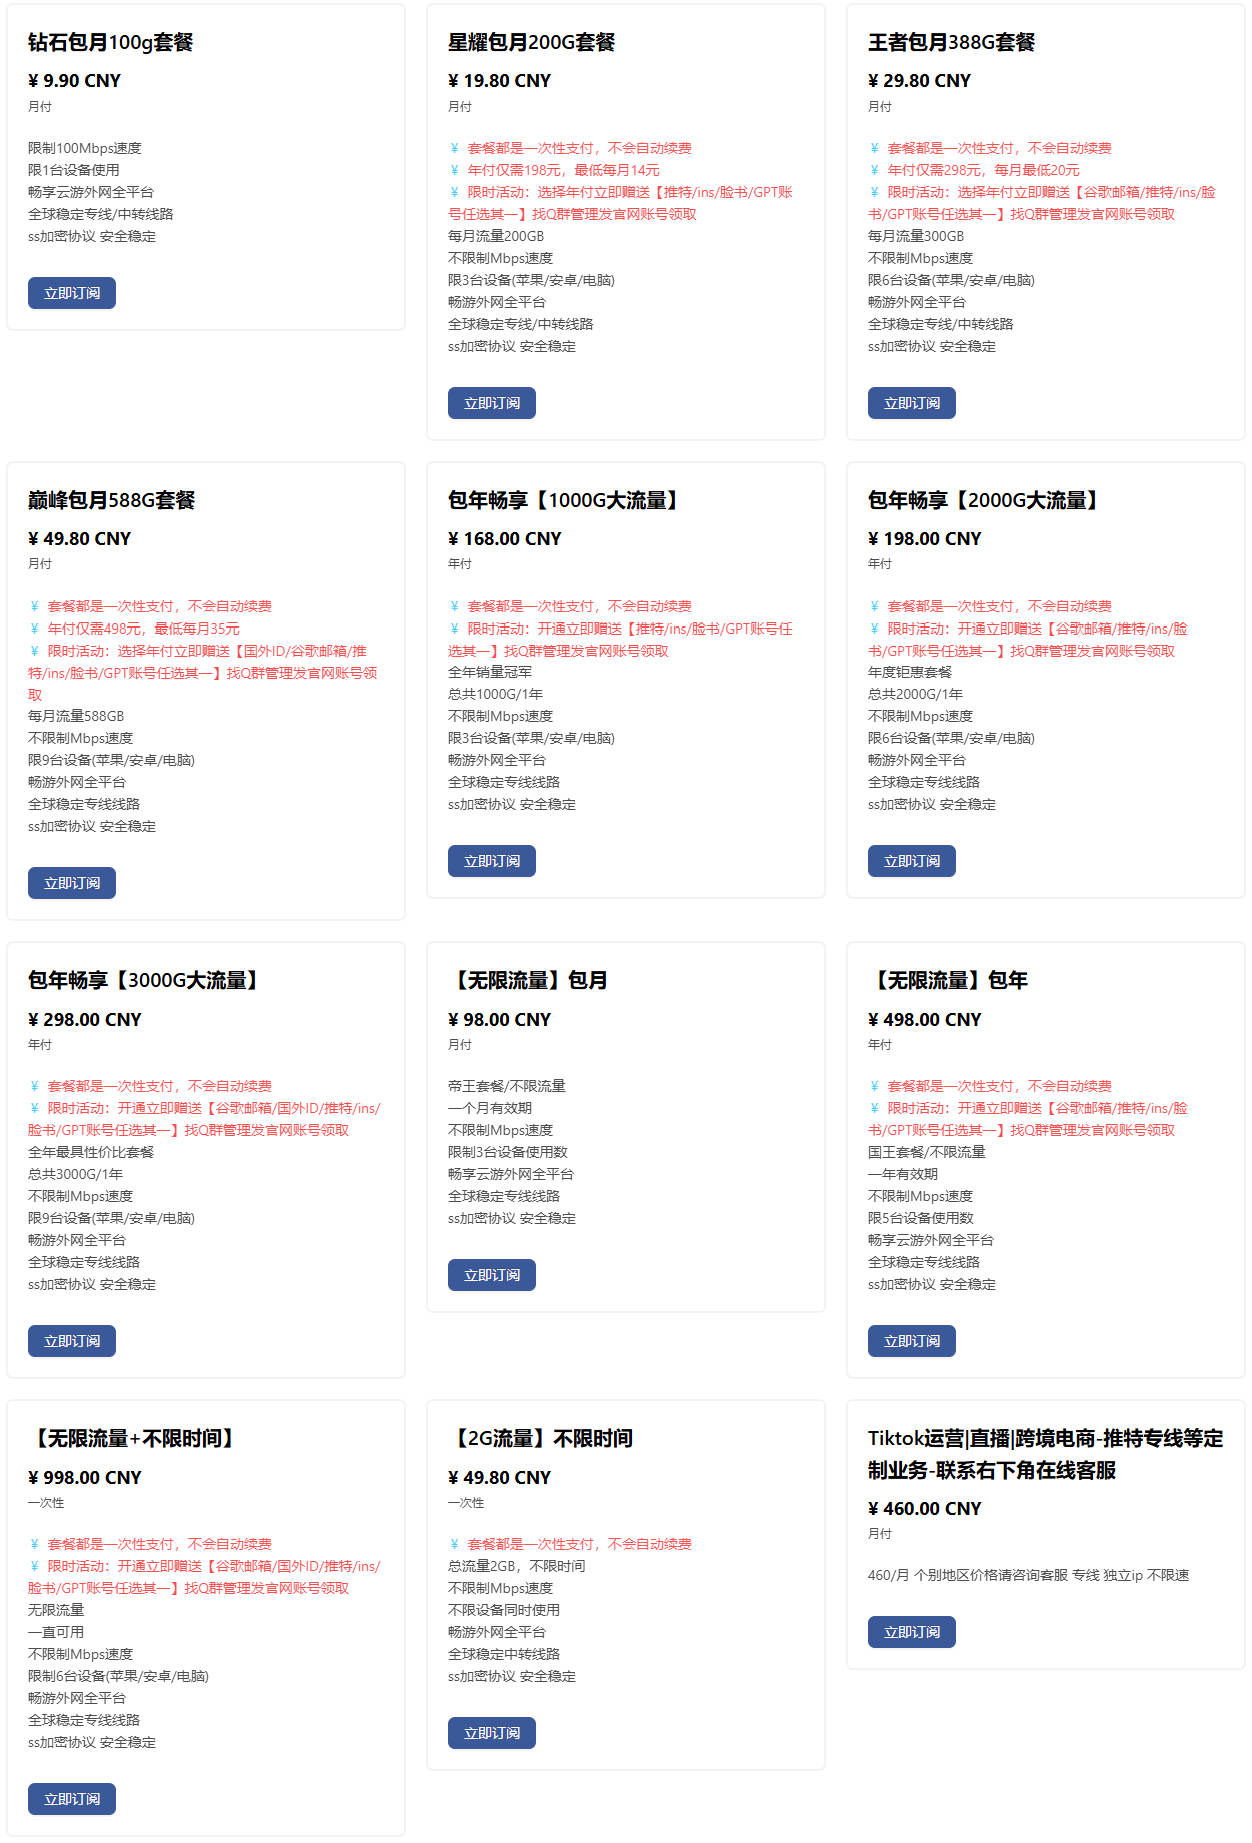 钻石包月100g套餐
¥ 9.90 CNY
月付
限制100Mbps速度
限1台设备使用
畅享云游外网全平台
全球稳定专线/中转线路
ss加密协议 安全稳定
立即订阅
星耀包月200G套餐
¥ 19.80 CNY
月付
¥ 套餐都是一次性支付，不会自动续费
¥ 年付仅需198元，最低每月14元
¥ 限时活动：选择年付立即赠送【推特/ins/脸书/GPT账
号任选其一】找Q群管理发官网账号领取
每月流量200GB
不限制Mbps速度
限3台设备(苹果/安卓/电脑)
畅游外网全平台
全球稳定专线/中转线路
ss加密协议 安全稳定
立即订阅
王者包月388G套餐
¥ 29.80 CNY
月付
¥ 套餐都是一次性支付，不会自动续费
¥ 年付仅需298元，每月最低20元
¥ 限时活动：选择年付立即赠送【谷歌邮箱/推特/ins/脸
书/GPT账号任选其一】找Q群管理发官网账号领取
每月流量300GB
不限制Mbps速度
限6台设备(苹果/安卓/电脑)
畅游外网全平台
全球稳定专线/中转线路
ss加密协议 安全稳定
立即订阅
巅峰包月588G套餐
¥ 49.80 CNY
月付
¥ 套餐都是一次性支付，不会自动续费
¥ 年付仅需498元，最低每月35元
¥ 限时活动：选择年付立即赠送【国外ID/谷歌邮箱/推
特/ins/脸书/GPT账号任选其一】找Q群管理发官网账号领
取
每月流量588GB
不限制Mbps速度
限9台设备(苹果/安卓/电脑)
畅游外网全平台
全球稳定专线线路
ss加密协议 安全稳定
立即订阅
包年畅享【1000G大流量】
¥ 168.00 CNY
年付
¥ 套餐都是一次性支付，不会自动续费
¥ 限时活动：开通立即赠送【推特/ins/脸书/GPT账号任
选其一】找Q群管理发官网账号领取
全年销量冠军
总共1000G/1年
不限制Mbps速度
限3台设备(苹果/安卓/电脑)
畅游外网全平台
全球稳定专线线路
ss加密协议 安全稳定
立即订阅
包年畅享【2000G大流量】
¥ 198.00 CNY
年付
¥ 套餐都是一次性支付，不会自动续费
¥ 限时活动：开通立即赠送【谷歌邮箱/推特/ins/脸
书/GPT账号任选其一】找Q群管理发官网账号领取
年度钜惠套餐
总共2000G/1年
不限制Mbps速度
限6台设备(苹果/安卓/电脑)
畅游外网全平台
全球稳定专线线路
ss加密协议 安全稳定
立即订阅
包年畅享【3000G大流量】
¥ 298.00 CNY
年付
¥ 套餐都是一次性支付，不会自动续费
¥ 限时活动：开通立即赠送【谷歌邮箱/国外ID/推特/ins/
脸书/GPT账号任选其一】找Q群管理发官网账号领取
全年最具性价比套餐
总共3000G/1年
不限制Mbps速度
限9台设备(苹果/安卓/电脑)
畅游外网全平台
全球稳定专线线路
ss加密协议 安全稳定
立即订阅
【无限流量】包月
¥ 98.00 CNY
月付
帝王套餐/不限流量
一个月有效期
不限制Mbps速度
限制3台设备使用数
畅享云游外网全平台
全球稳定专线线路
ss加密协议 安全稳定
立即订阅
【无限流量】包年
¥ 498.00 CNY
年付
¥ 套餐都是一次性支付，不会自动续费
¥ 限时活动：开通立即赠送【谷歌邮箱/推特/ins/脸
书/GPT账号任选其一】找Q群管理发官网账号领取
国王套餐/不限流量
一年有效期
不限制Mbps速度
限5台设备使用数
畅享云游外网全平台
全球稳定专线线路
ss加密协议 安全稳定
立即订阅
【无限流量+不限时间】
¥ 998.00 CNY
一次性
¥ 套餐都是一次性支付，不会自动续费
¥ 限时活动：开通立即赠送【谷歌邮箱/国外ID/推特/ins/
脸书/GPT账号任选其一】找Q群管理发官网账号领取
无限流量
一直可用
不限制Mbps速度
限制6台设备(苹果/安卓/电脑)
畅游外网全平台
全球稳定专线线路
ss加密协议 安全稳定
立即订阅
【2G流量】不限时间
¥ 49.80 CNY
一次性
¥ 套餐都是一次性支付，不会自动续费
总流量2GB，不限时间
不限制Mbps速度
不限设备同时使用
畅游外网全平台
全球稳定中转线路
ss加密协议 安全稳定
立即订阅
Tiktok运营|直播|跨境电商-推特专线等定
制业务-联系右下角在线客服
¥ 460.00 CNY
月付
460/月 个别地区价格请咨询客服 专线 独立ip 不限速
立即订阅